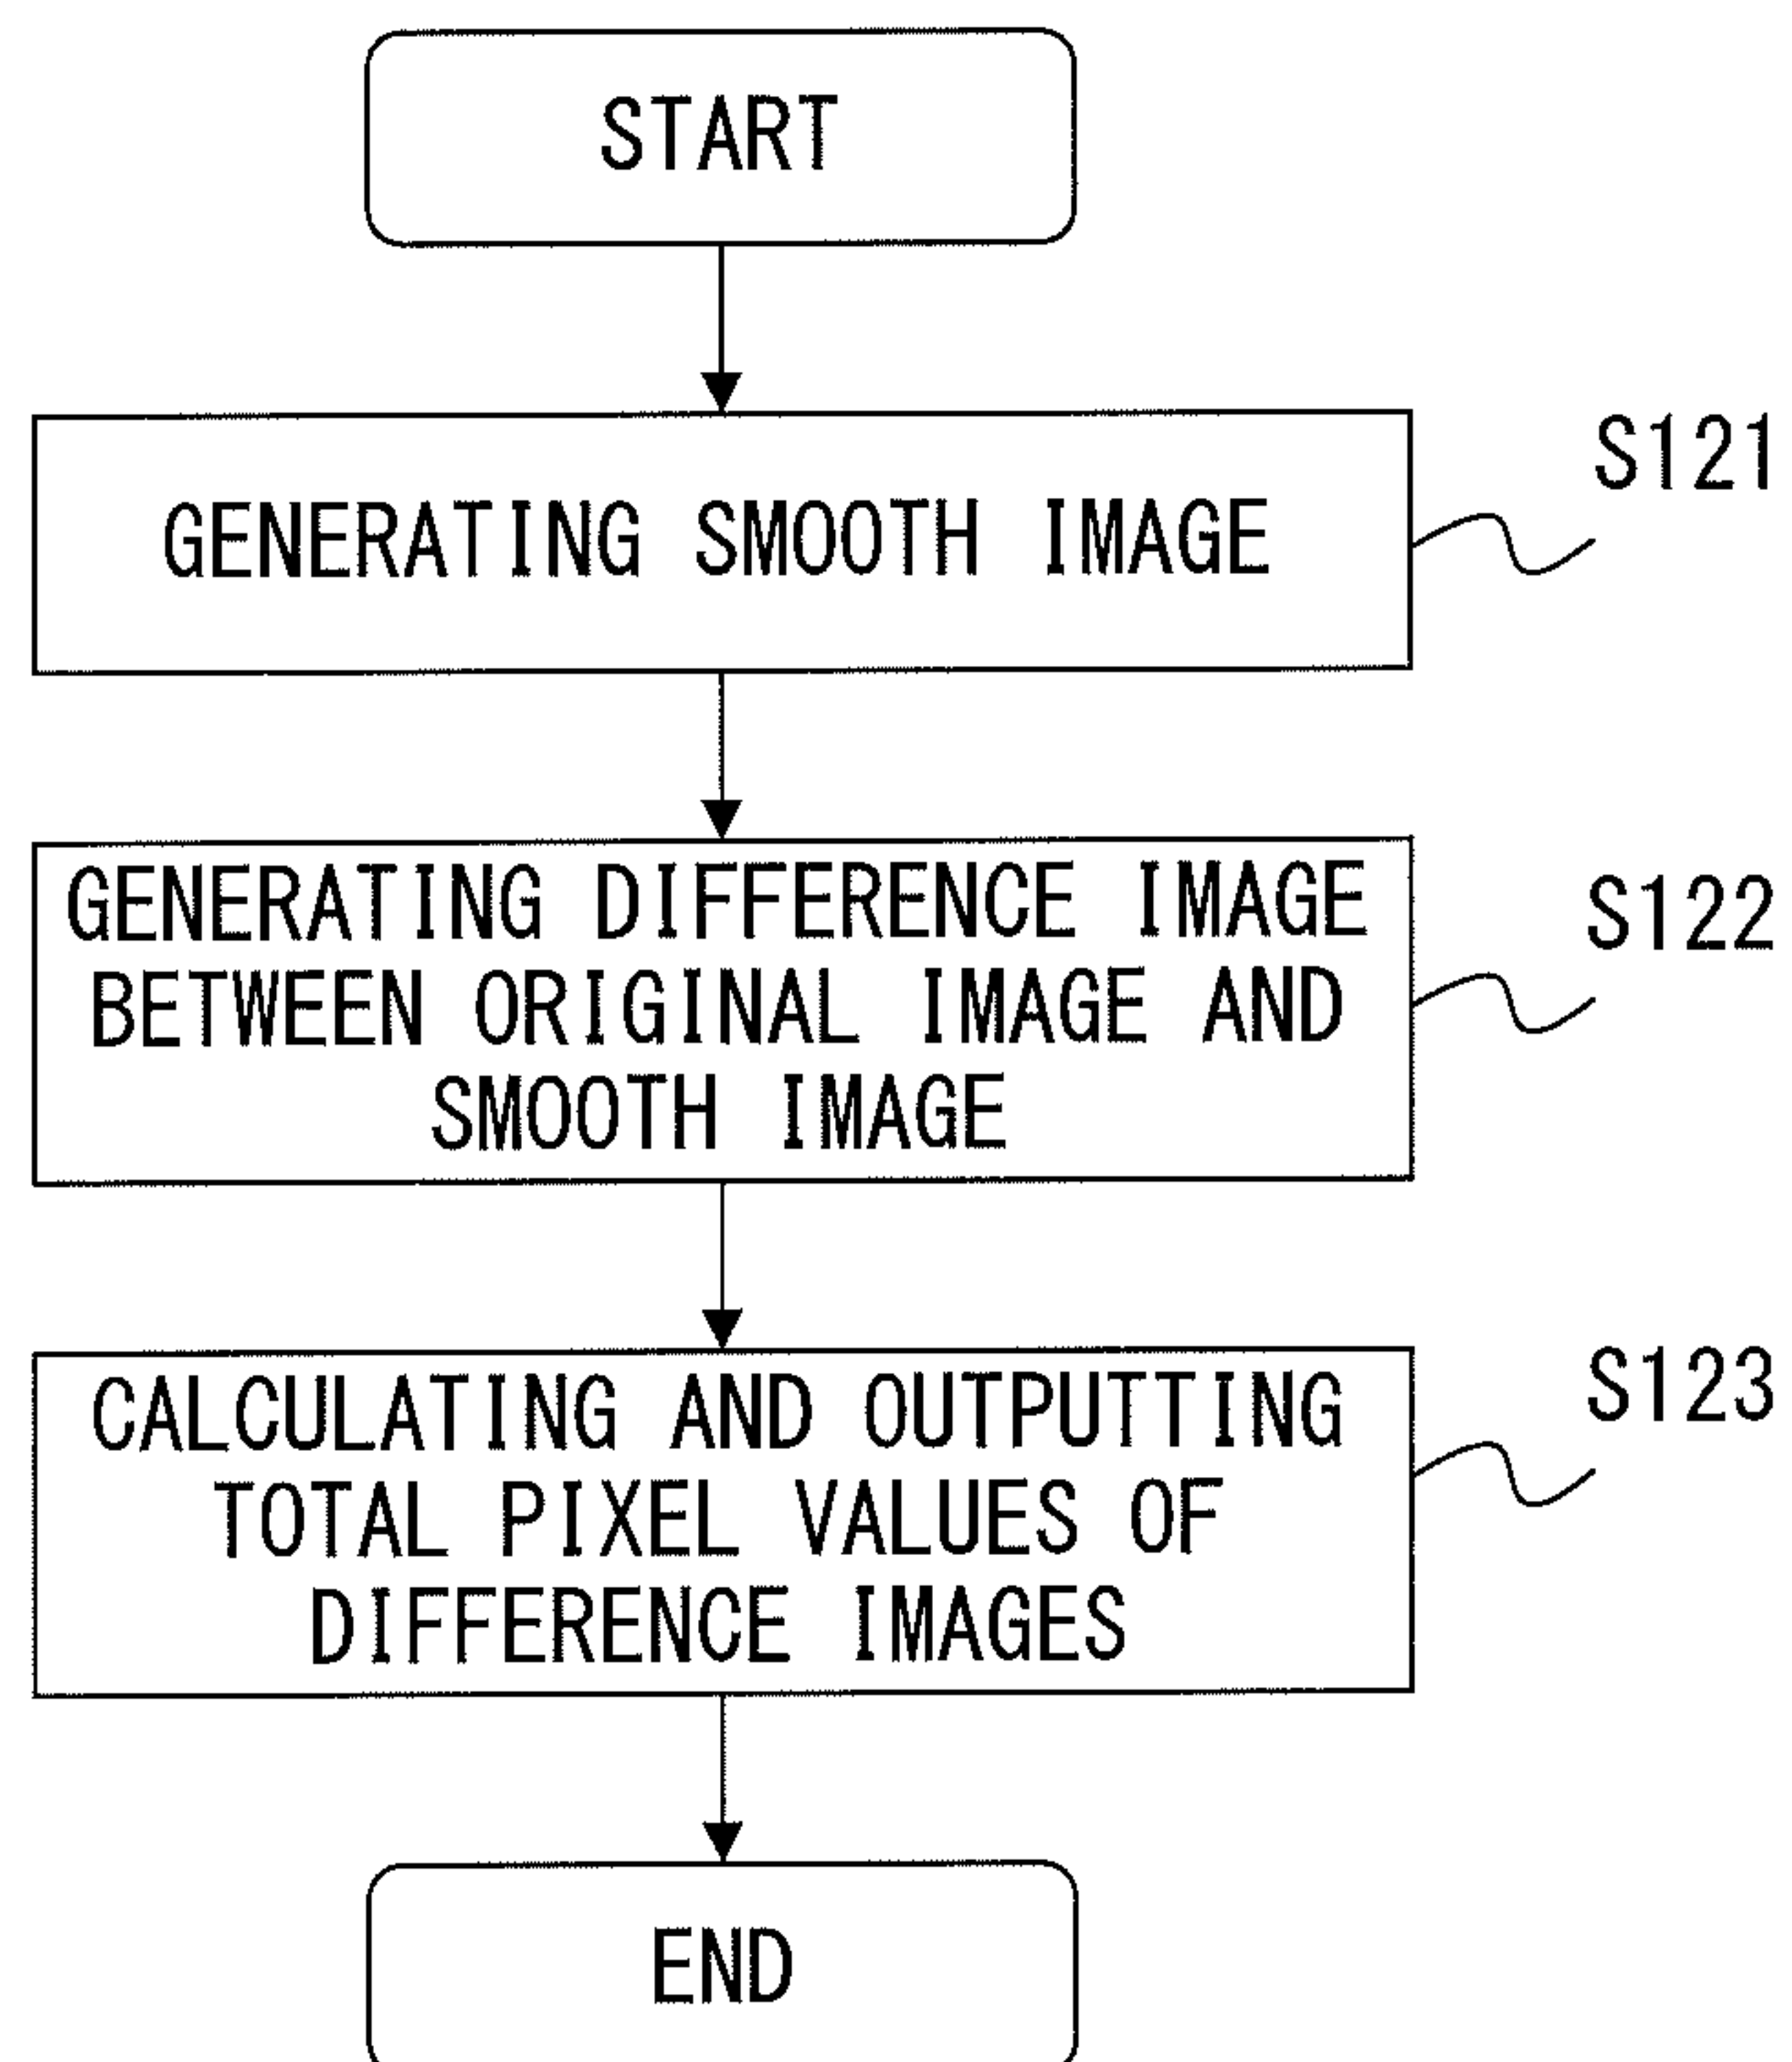 START
GENERATING SMOOTH IMAGE
S121
GENERATING DIFFERENCE IMAGE
BETWEEN ORIGINAL IMAGE AND
SMOOTH IMAGE
S122
CALCULATING AND OUTPUTTING
TOTAL PIXEL VALUES OF
DIFFERENCE IMAGES
S123
END